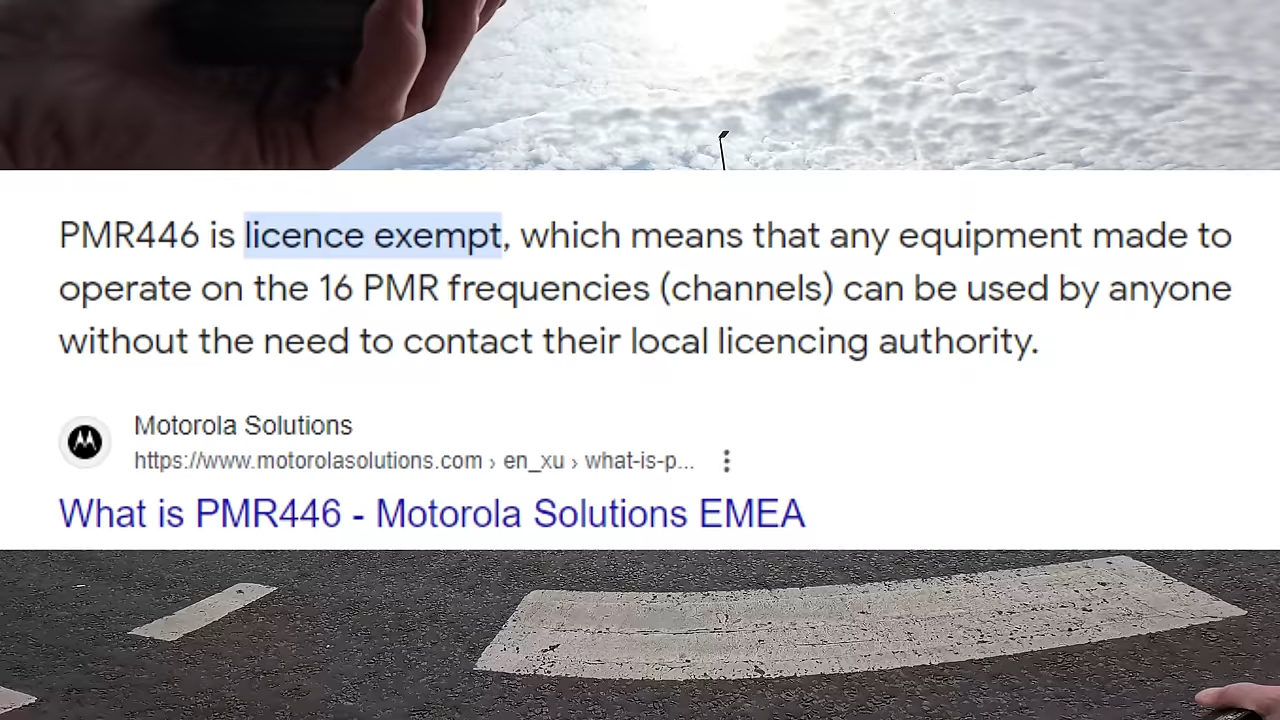 PMR446 is licence exempt, which means that any equipment made to
operate on the 16 PMR frequencies (channels) can be used by anyone
without the need to contact their local licencing authority.
Motorola Solutions
https://www.motorolasolutions.com › en_xu › what-is-p...
What is PMR446 - Motorola Solutions EMEA